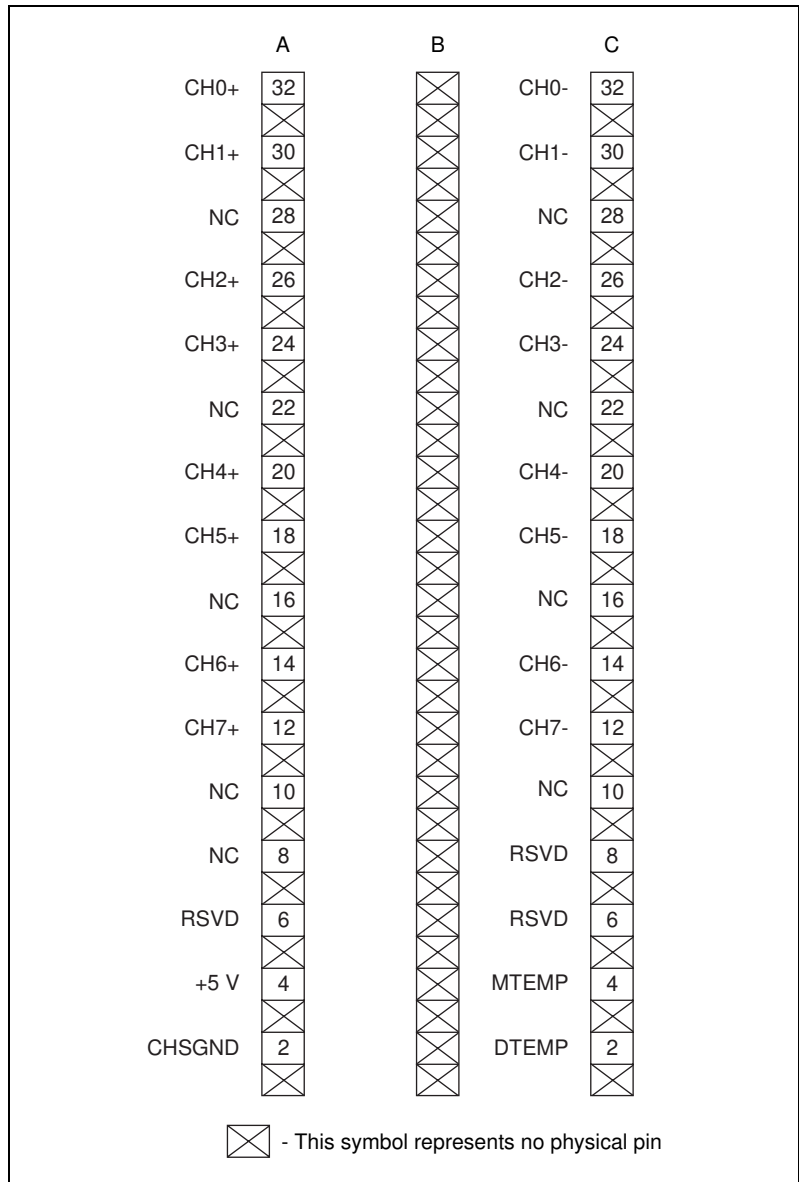 A B C
CH0+ 32 CH0- 32
CH1+ 30 CH1- 30
NC 28 NC 28
CH2+ 26 CH2- 26
CH3+ 24 CH3- 24
NC 22 NC 22
CH4+ 20 CH4- 20
CH5+ 18 CH5- 18
NC 16 NC 16
CH6+ 14 CH6- 14
CH7+ 12 CH7- 12
NC 10 NC 10
NC 8 RSVD 8
RSVD 6 RSVD 6
+5 V 4 MTEMP 4
CHSGND 2 DTEMP 2
- This symbol represents no physical pin